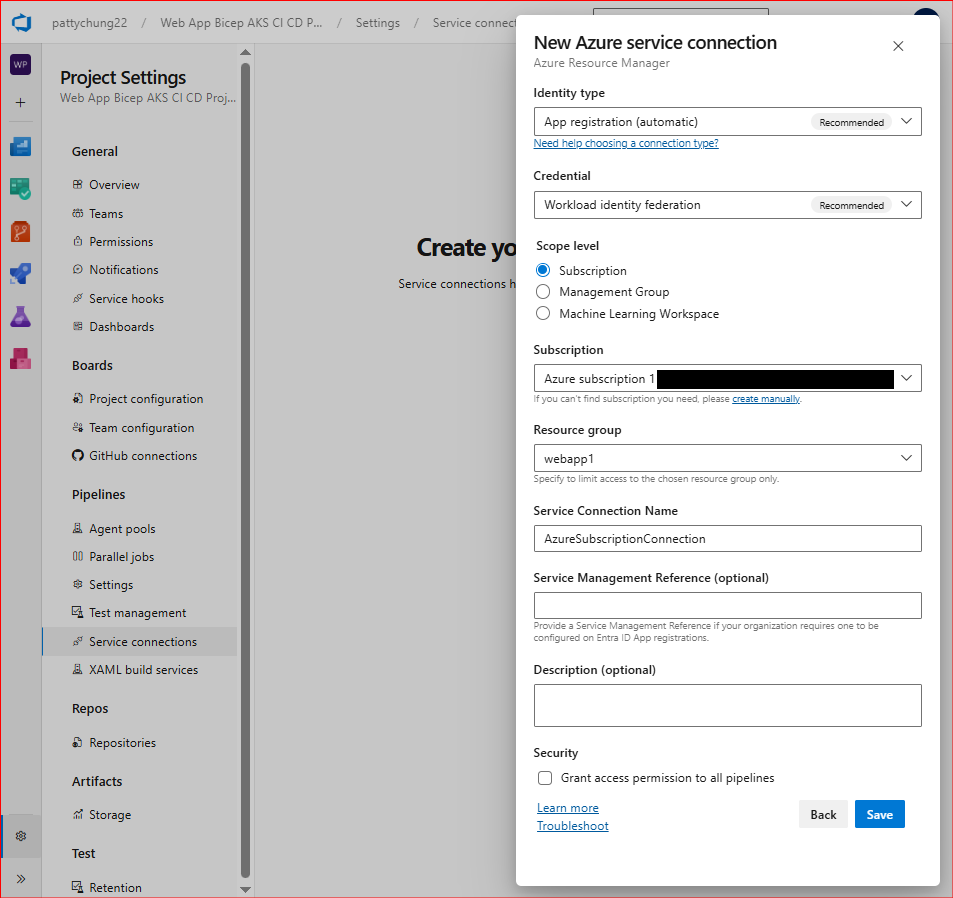 pattychung22 / Web App Bicep AKS CI CD P... / Settings / Service connect
WP
Project Settings
Web App Bicep AKS CI CD Proj...
General
Overview
Teams
Permissions
Notifications
Service hooks
Dashboards
Boards
Project configuration
Team configuration
GitHub connections
Pipelines
Agent pools
Parallel jobs
Settings
Test management
Service connections
XAML build services
Repos
Repositories
Artifacts
Storage
Test
Retention
Create yo
Service connections h
New Azure service connection
Azure Resource Manager
Identity type
App registration (automatic) Recommended
Need help choosing a connection type?
Credential
Workload identity federation Recommended
Scope level
Subscription
Management Group
Machine Learning Workspace
Subscription
Azure subscription 1
If you can't find subscription you need, please create manually.
Resource group
webapp1
Specify to limit access to the chosen resource group only.
Service Connection Name
AzureSubscriptionConnection
Service Management Reference (optional)
Provide a Service Management Reference if your organization requires one to be
configured on Entra ID App registrations.
Description (optional)
Security
Grant access permission to all pipelines
Learn more
Troubleshoot
Back
Save